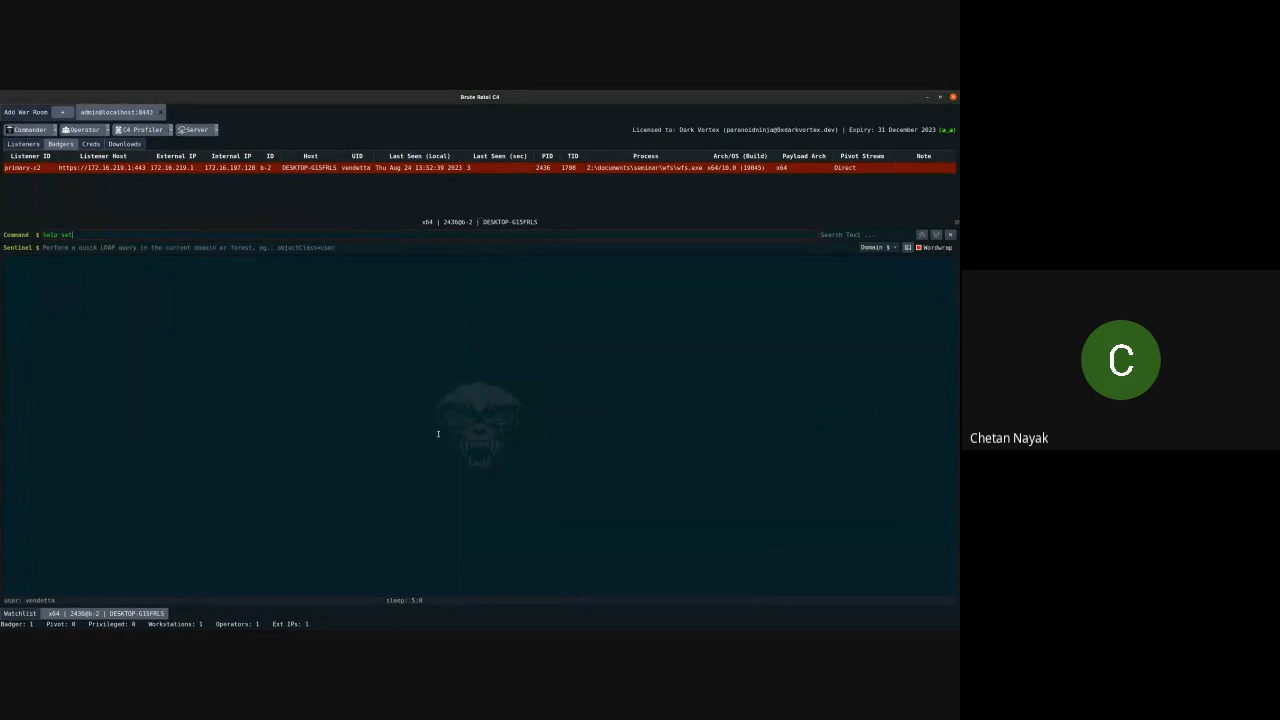 Brute Ratel C4
Add War Room + admin@localhost:8443 ×
Commander Operator C4 Profiler Server Licensed to: Dark Vortex (paranoidninja@0xdarkvortex.dev) | Expiry: 31 December 2023
Listeners Badgers Creds Downloads
Listener ID Listener Host External IP Internal IP ID Host UID Last Seen (Local) Last Seen (sec) PID TID Process Arch/OS (Build) Payload Arch Pivot Stream Note
primary-c2 https://172.16.219.1:443 172.16.219.1 172.16.197.128 b-2 DESKTOP-G15FRLS vendetta Thu Aug 24 13:52:39 2023 3 2436 1708 Z:\documents\seminar\wfs\wfs.exe x64/10.0 (19045) x64 Direct
x64 | 2436@b-2 | DESKTOP-G15FRLS
Command $ help set Search Text ...
Sentinel $ Perform a quick LDAP query in the current domain or forest, eg.: objectClass=user Domain $ Wordwrap
C
Chetan Nayak
user: vendetta sleep: 5:0
Watchlist x64 | 2436@b-2 | DESKTOP-G15FRLS
Badger: 1 Pivot: 0 Privileged: 0 Workstations: 1 Operators: 1 Ext IPs: 1